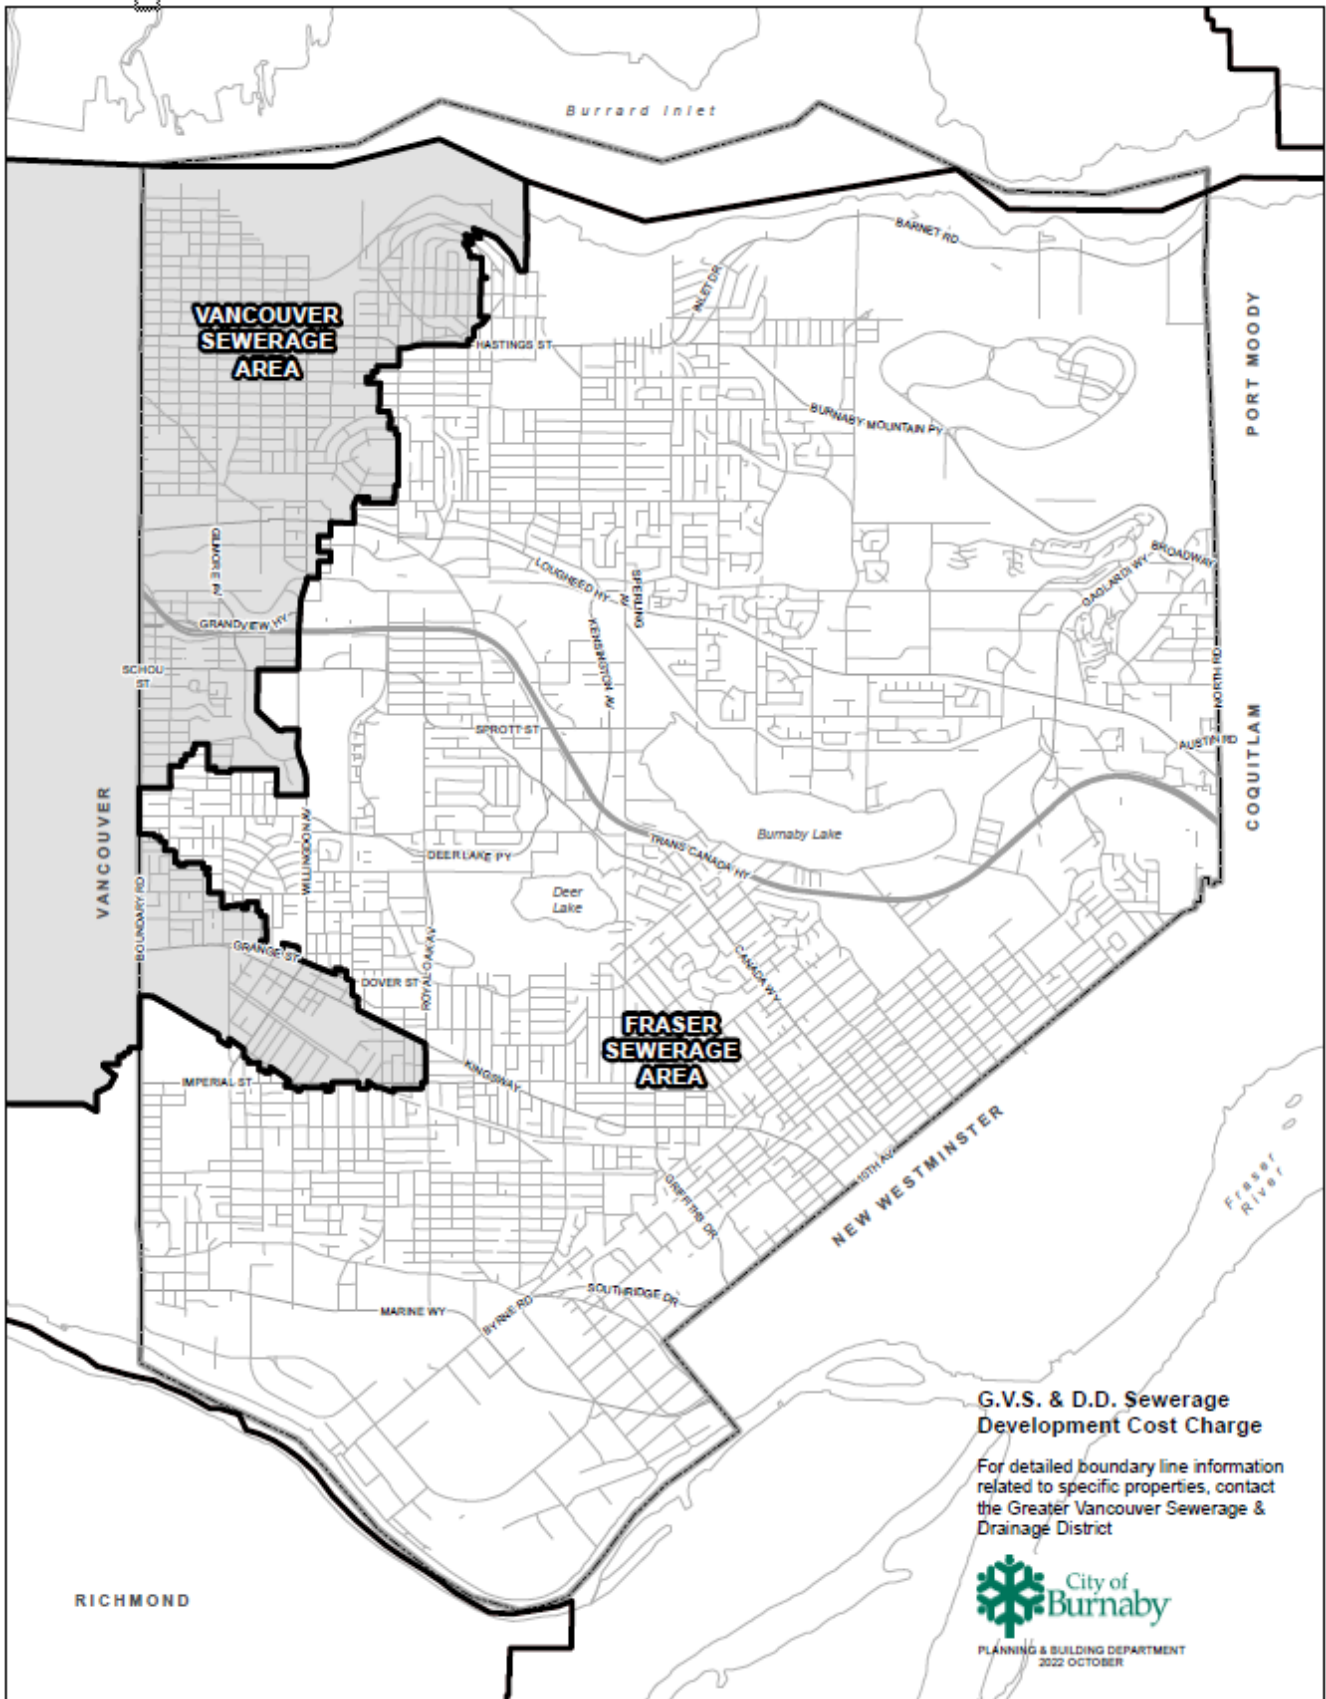 Burrard Inlet
BARNET RD
INLET DR
VANCOUVER
SEWERAGE
AREA
HASTINGS ST
PORT MOODY
BURNABY MOUNTAIN PY
GILMORE AV
LOUGHEED HY
SPERLING
AV
BROADWAY
GAGLARDI WY
GRANDVIEW HY
KENSINGTON AV
SCHOU
ST
NORTH RD
SPROTT ST
AUSTIN RD
COQUITLAM
VANCOUVER
WILLINGDON AV
Burnaby Lake
TRANS CANADA HY
DEER LAKE PY
Deer
Lake
BOUNDARY RD
GRANGE ST
ROYAL OAK AV
CANADA WY
DOVER ST
FRASER
SEWERAGE
AREA
KINGSWAY
IMPERIAL ST
10TH AV
NEW WESTMINSTER
Fraser
River
GRIFFITHS DR
SOUTHRIDGE DR
MARINE WY
BYRNE RD
G.V.S. & D.D. Sewerage
Development Cost Charge
For detailed boundary line information
related to specific properties, contact
the Greater Vancouver Sewerage &
Drainage District
RICHMOND
City of
Burnaby
PLANNING & BUILDING DEPARTMENT
2022 OCTOBER